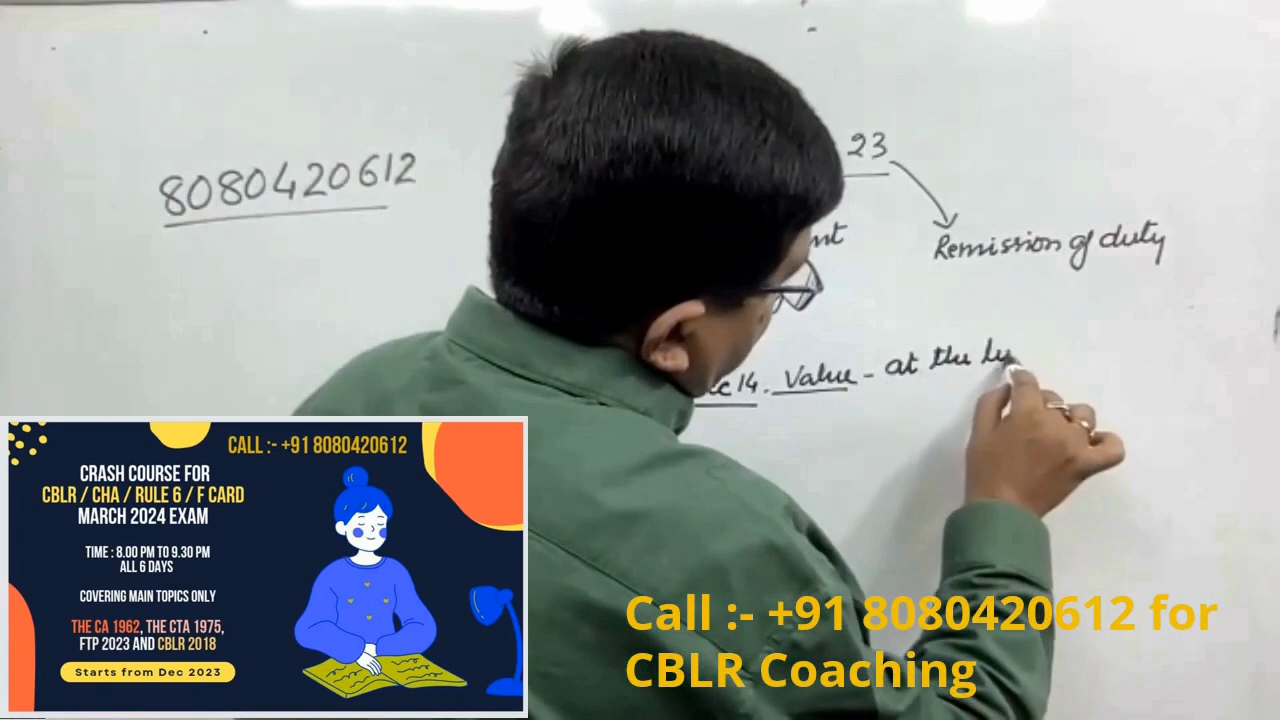 8080420612
23
Remission of duty
14. Value - at the
CALL :- +91 8080420612
CRASH COURSE FOR
CBLR / CHA / RULE 6 / F CARD
MARCH 2024 EXAM
TIME : 8.00 PM TO 9.30 PM
ALL 6 DAYS
COVERING MAIN TOPICS ONLY
THE CA 1962, THE CTA 1975,
FTP 2023 AND CBLR 2018
Starts from Dec 2023
Call :- +91 8080420612 for
CBLR Coaching